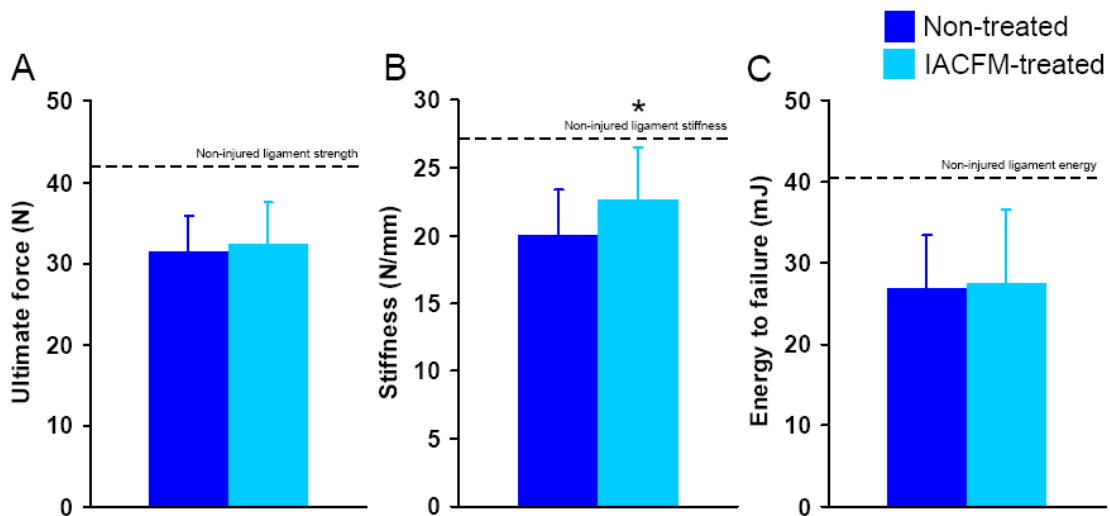 Non-treated
IACFM-treated
A
B
C
Ultimate force (N)
50
40
30
20
10
0
Non-injured ligament strength
Stiffness (N/mm)
30
25
20
15
10
5
0
*
Non-injured ligament stiffness
Energy to failure (mJ)
50
40
30
20
10
0
Non-injured ligament energy